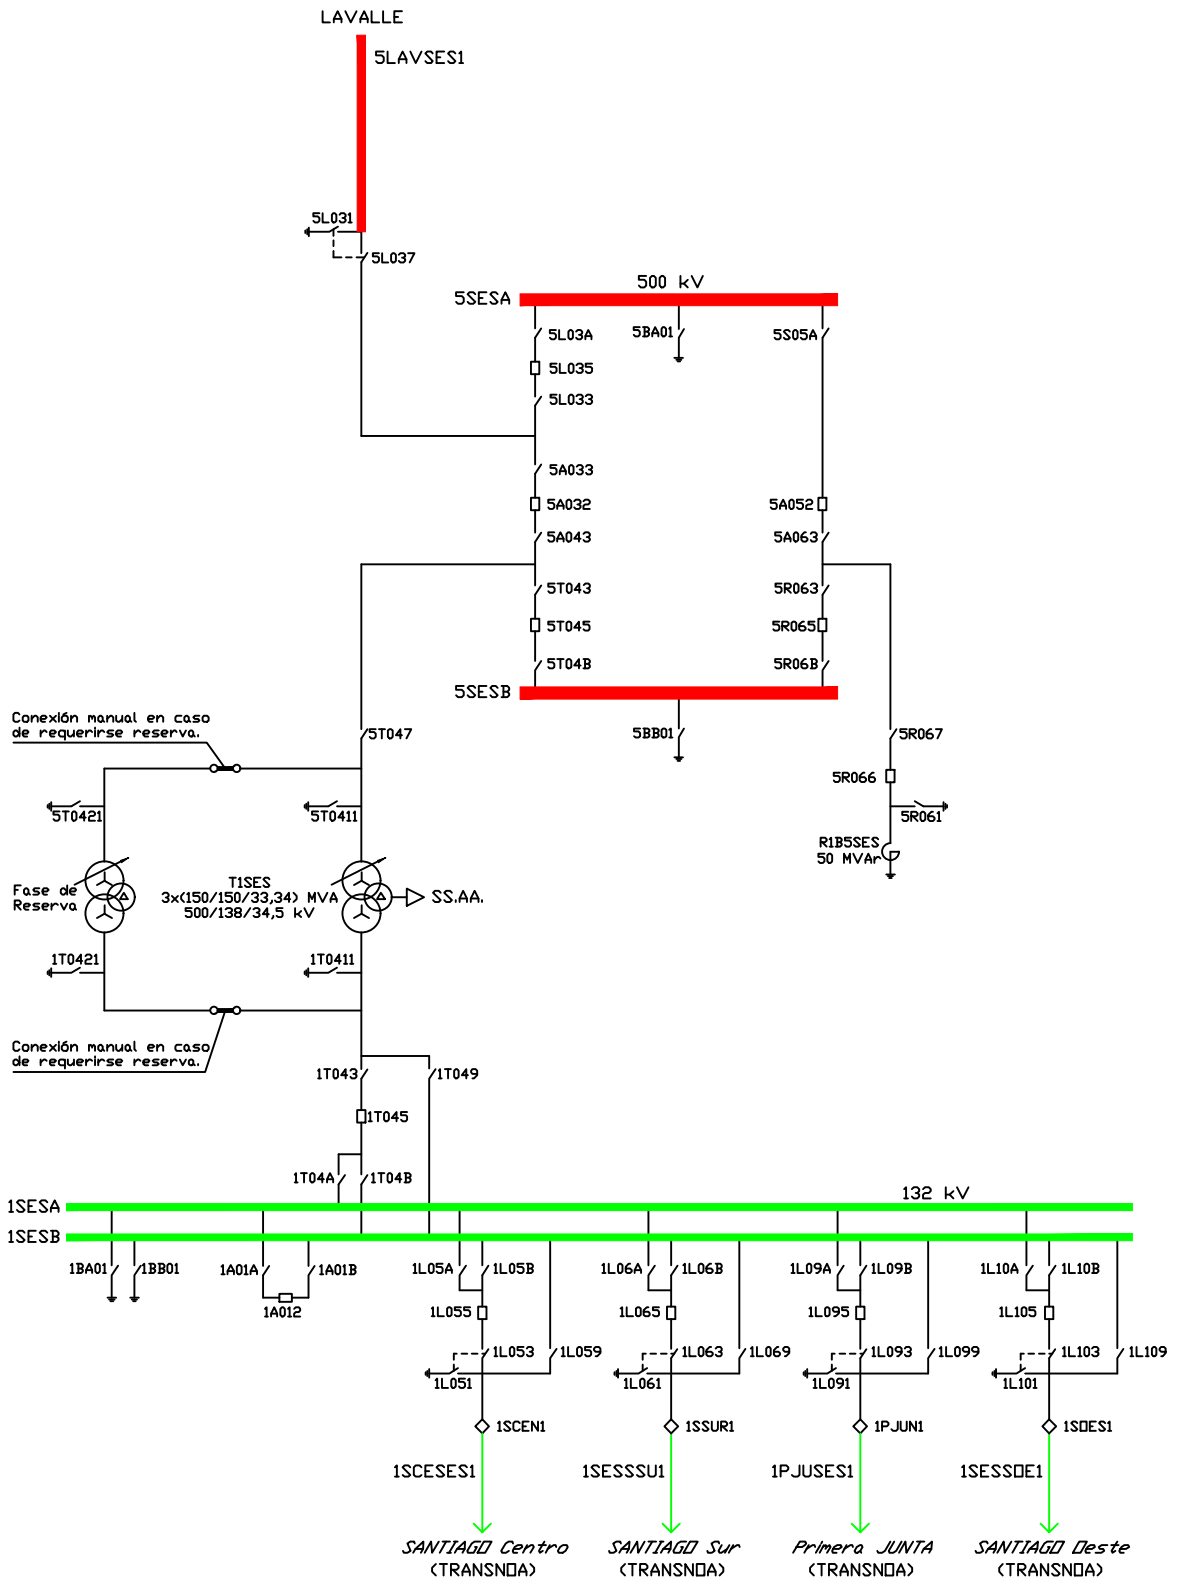 LAVALLE
5LAVSES1
5L031
5L037
500 kV
5SESA
5L03A
5BA01
5S05A
5L035
5L033
5A033
5A032
5A052
5A043
5A063
5T043
5R063
5T045
5R065
5T04B
5R06B
5SESB
Conexión manual en caso
de requerirse reserva.
5T047
5BB01
5R067
5R066
5T0421
5T0411
5R061
R1B5SES
50 MVAr
Fase de
Reserva
T1SES
3x(150/150/33,34) MVA
500/138/34,5 kV
SS.AA.
1T0421
1T0411
Conexión manual en caso
de requerirse reserva.
1T043
1T049
1T045
1T04A
1T04B
132 kV
1SESA
1SESB
1BA01
1BB01
1A01A
1A01B
1A012
1L05A
1L05B
1L06A
1L06B
1L09A
1L09B
1L10A
1L10B
1L055
1L065
1L095
1L105
1L053
1L059
1L063
1L069
1L093
1L099
1L103
1L109
1L051
1L061
1L091
1L101
1SCEN1
1SSUR1
1PJUN1
1SOES1
1SCESES1
1SESSSU1
1PJUSES1
1SESSOE1
SANTIAGO Centro
(TRANSNOA)
SANTIAGO Sur
(TRANSNOA)
Primera JUNTA
(TRANSNOA)
SANTIAGO Oeste
(TRANSNOA)